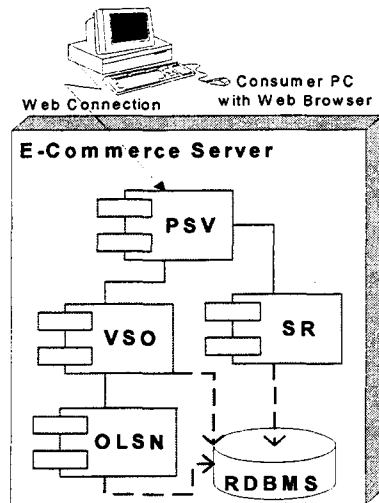 Consumer PC
with Web Browser
Web Connection
E-Commerce Server
PSV
VSO
SR
OLSN
RDBMS